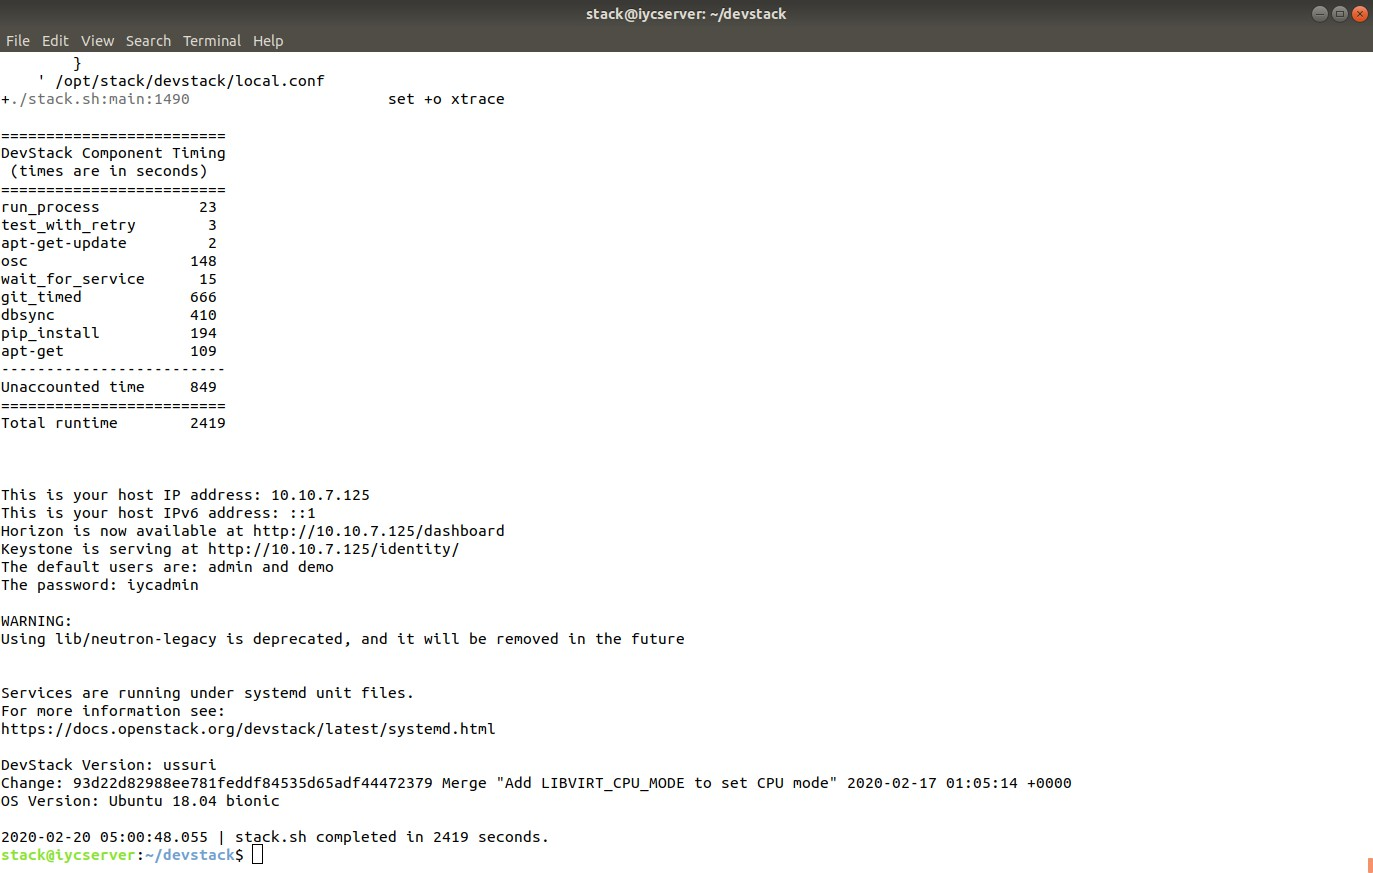 stack@iycserver: ~/devstack
File Edit View Search Terminal Help
}
' /opt/stack/devstack/local.conf
+./stack.sh:main:1490                      set +o xtrace
=========================
DevStack Component Timing
 (times are in seconds)
=========================
run_process           23
test_with_retry        3
apt-get-update         2
osc                  148
wait_for_service      15
git_timed            666
dbsync               410
pip_install          194
apt-get              109
-------------------------
Unaccounted time     849
=========================
Total runtime        2419
This is your host IP address: 10.10.7.125
This is your host IPv6 address: ::1
Horizon is now available at http://10.10.7.125/dashboard
Keystone is serving at http://10.10.7.125/identity/
The default users are: admin and demo
The password: iycadmin
WARNING:
Using lib/neutron-legacy is deprecated, and it will be removed in the future
Services are running under systemd unit files.
For more information see:
https://docs.openstack.org/devstack/latest/systemd.html
DevStack Version: ussuri
Change: 93d22d82988ee781feddf84535d65adf44472379 Merge "Add LIBVIRT_CPU_MODE to set CPU mode" 2020-02-17 01:05:14 +0000
OS Version: Ubuntu 18.04 bionic
2020-02-20 05:00:48.055 | stack.sh completed in 2419 seconds.
stack@iycserver:~/devstack$